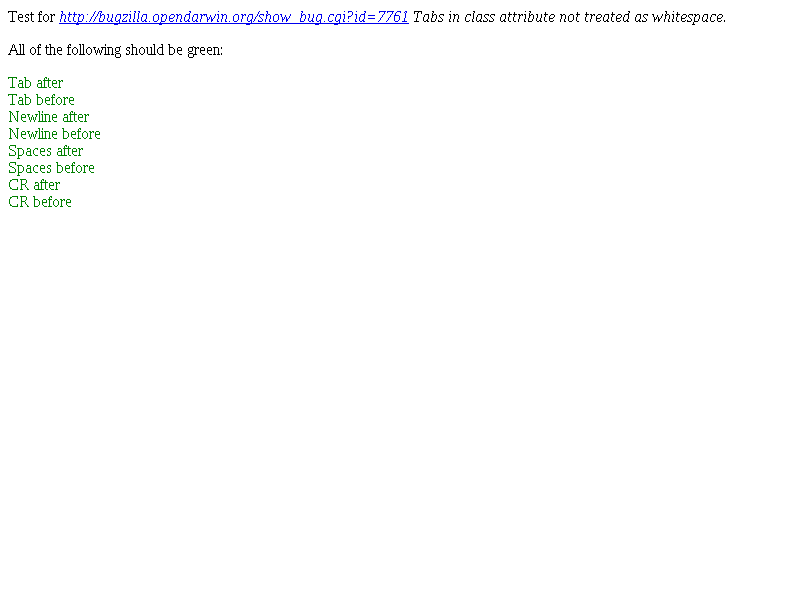 Test for http://bugzilla.opendarwin.org/show_bug.cgi?id=7761 Tabs in class attribute not treated as whitespace.
All of the following should be green:
Tab after
Tab before
Newline after
Newline before
Spaces after
Spaces before
CR after
CR before